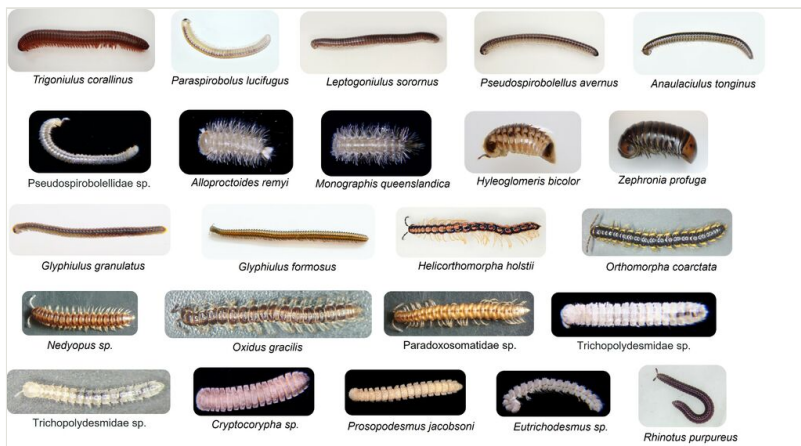 Trigoniulus corallinus
Paraspirobolus lucifugus
Leptogoniulus sorornus
Pseudospirobolellus avernus
Anaulaciulus tonginus
Pseudospirobolellidae sp.
Alloproctoides remyi
Monographis queenslandica
Hyleoglomeris bicolor
Zephronia profuga
Glyphiulus granulatus
Glyphiulus formosus
Helicorthomorpha holstii
Orthomorpha coarctata
Nedyopus sp.
Oxidus gracilis
Paradoxosomatidae sp.
Trichopolydesmidae sp.
Trichopolydesmidae sp.
Cryptocorypha sp.
Prosopodesmus jacobsoni
Eutrichodesmus sp.
Rhinotus purpureus